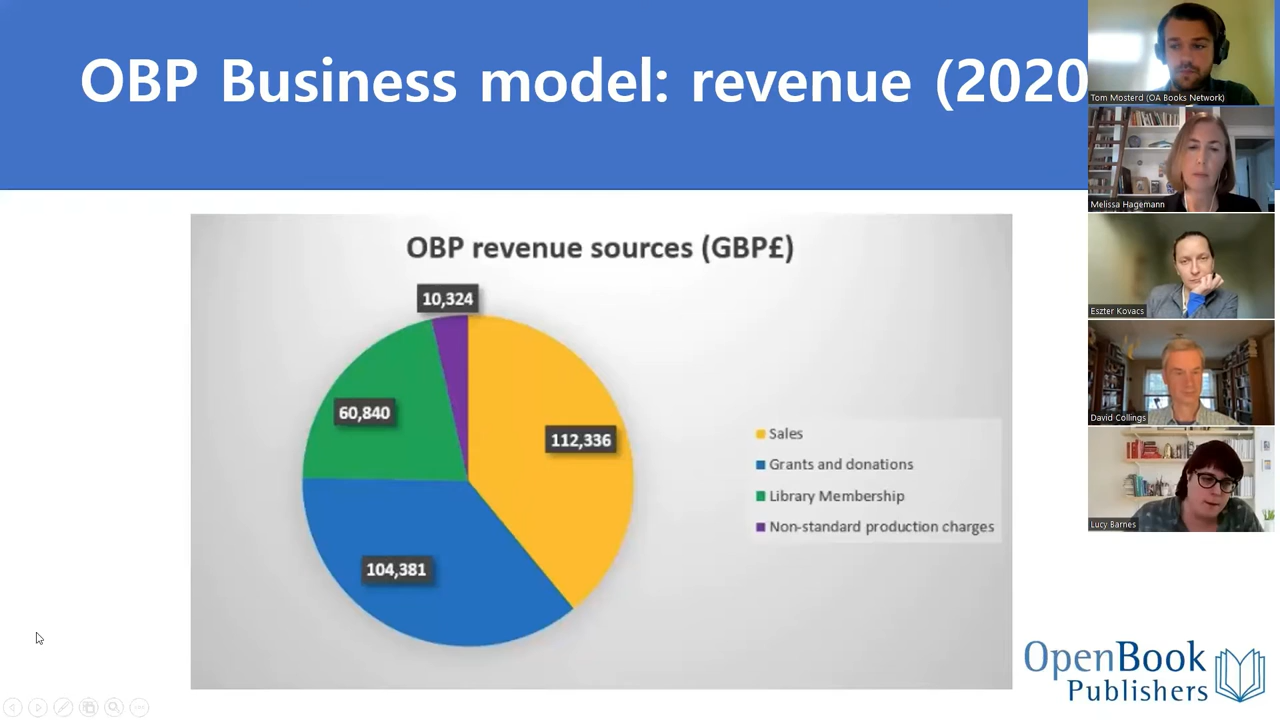 OBP Business model: revenue (2020
Tom Mosterd (OA Books Network)
Melissa Hagemann
Eszter Kovacs
David Collings
Lucy Barnes
OBP revenue sources (GBP£)
10,324
60,840
112,336
104,381
Sales
Grants and donations
Library Membership
Non-standard production charges
OpenBook
Publishers